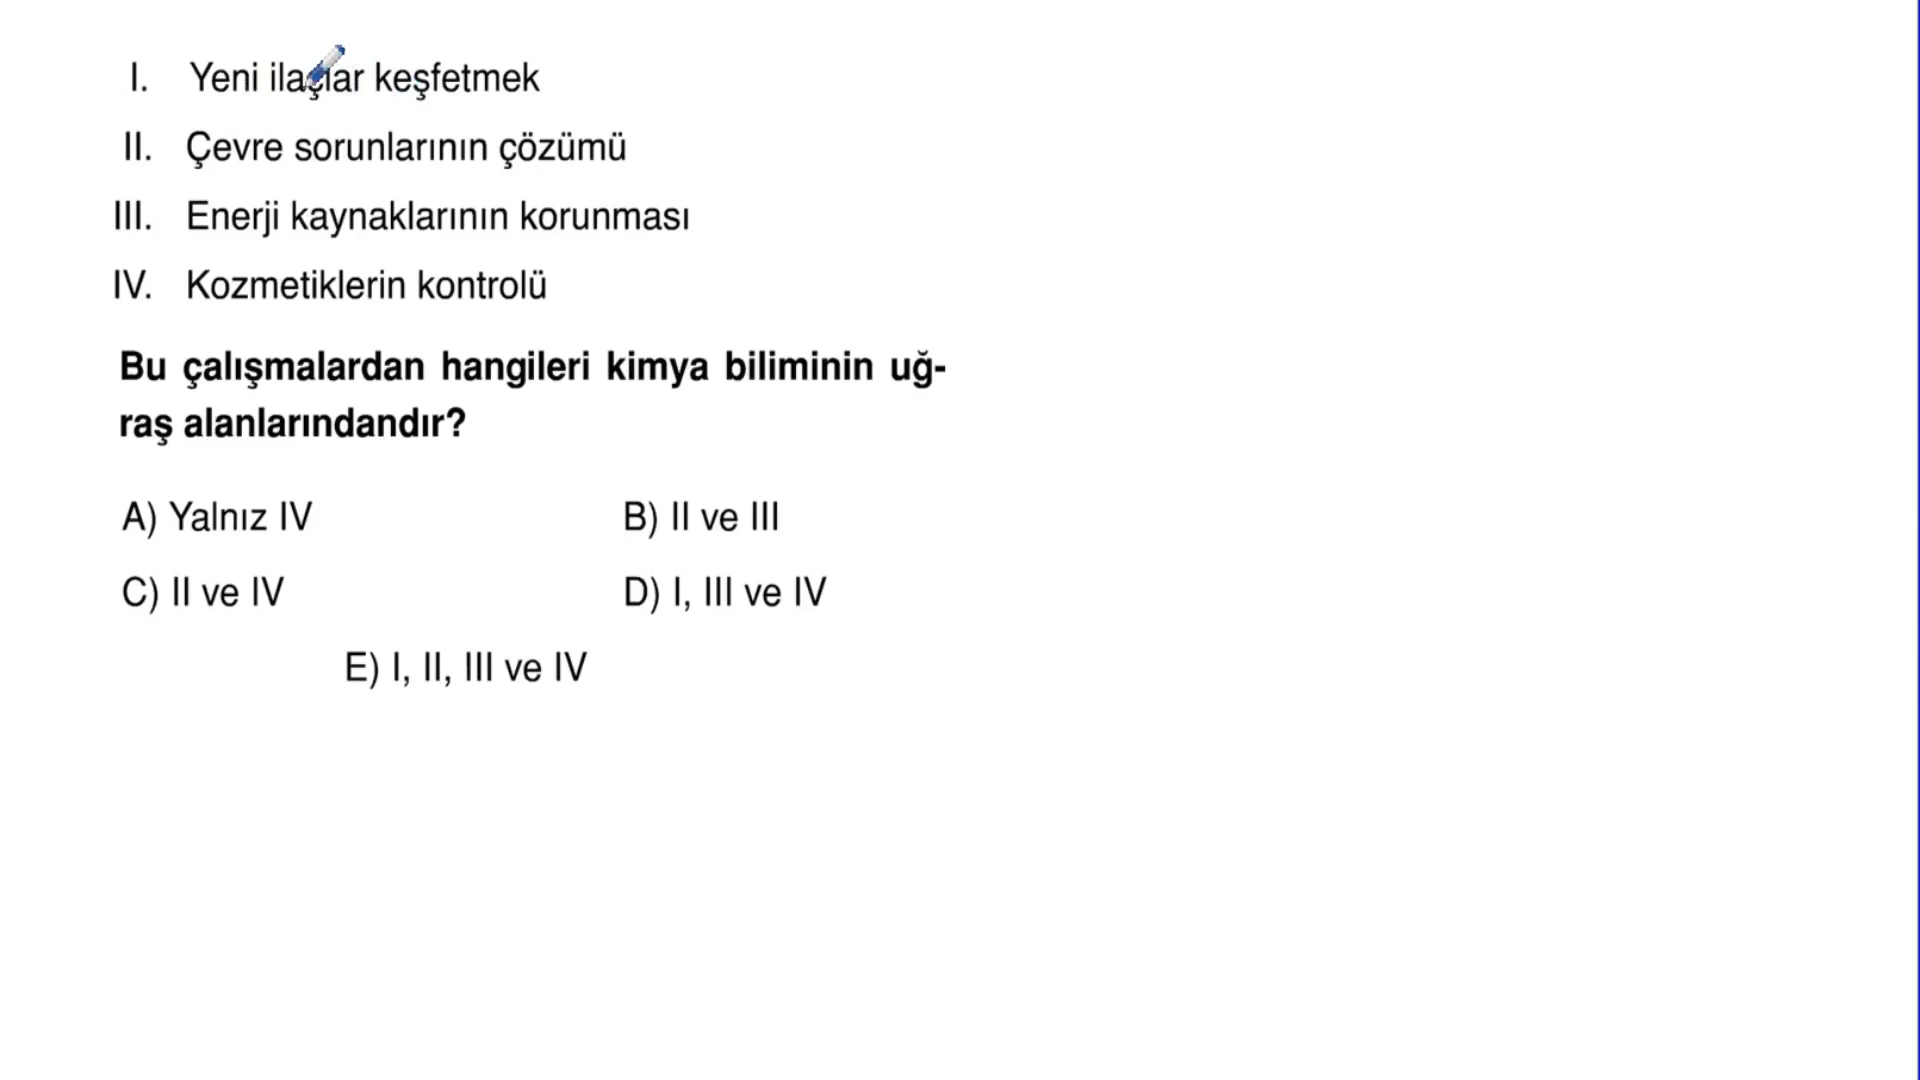 I. Yeni ilaçlar keşfetmek
II. Çevre sorunlarının çözümü
III. Enerji kaynaklarının korunması
IV. Kozmetiklerin kontrolü
Bu çalışmalardan hangileri kimya biliminin uğ-
raş alanlarındandır?
A) Yalnız IV B) II ve III
C) II ve IV D) I, III ve IV
E) I, II, III ve IV